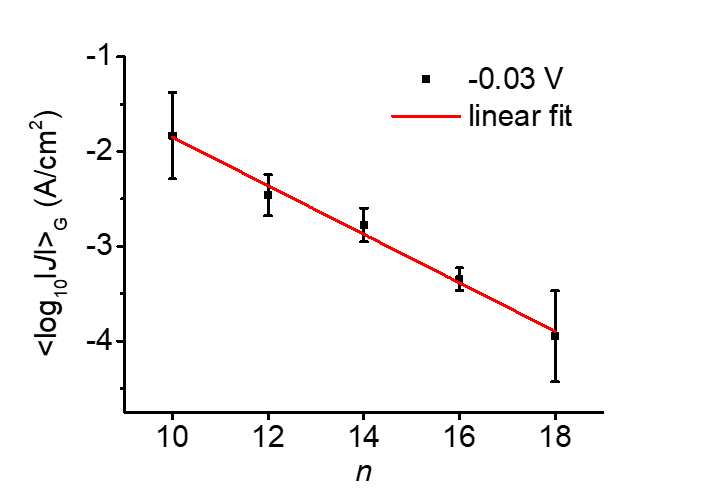 -1
-2
-3
-4
<log₁₀|J|>G (A/cm²)
-0.03 V
linear fit
10 12 14 16 18
n